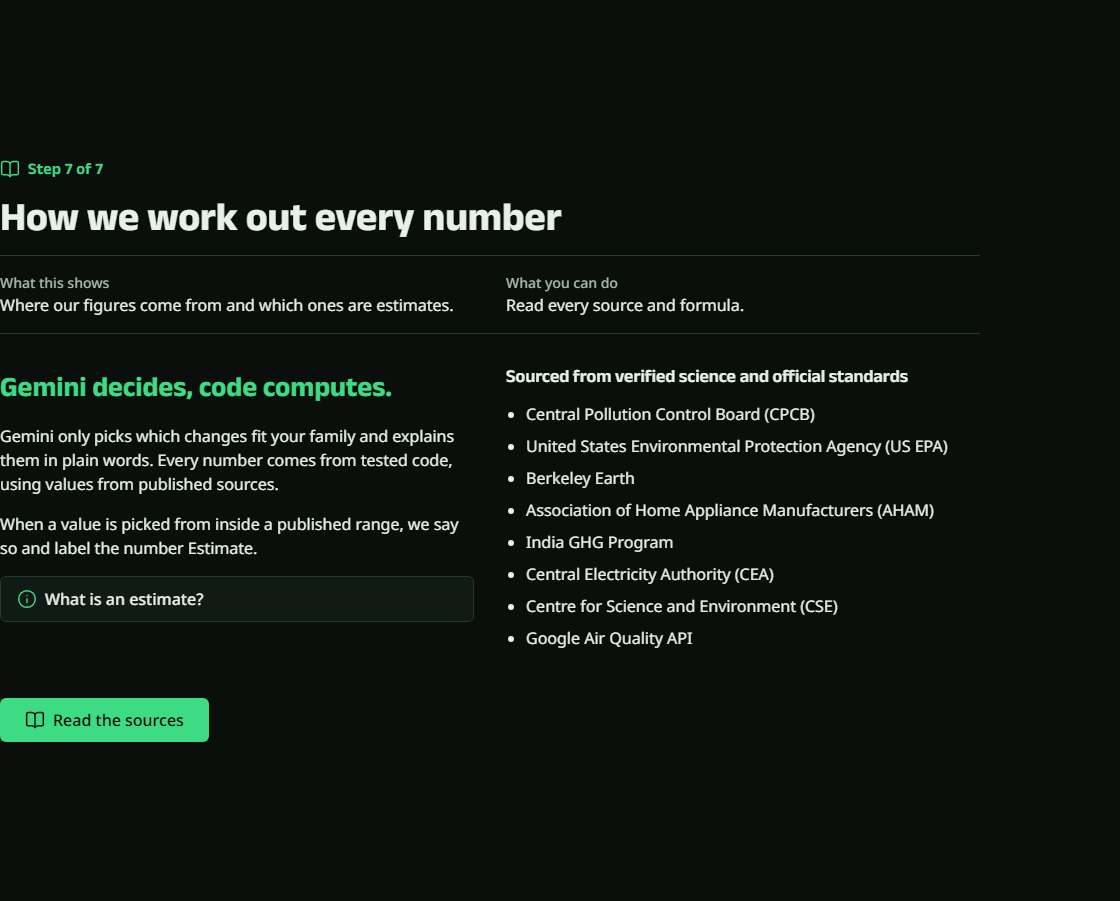 Step 7 of 7
How we work out every number
What this shows
Where our figures come from and which ones are estimates.
What you can do
Read every source and formula.
Gemini decides, code computes.
Gemini only picks which changes fit your family and explains
them in plain words. Every number comes from tested code,
using values from published sources.
When a value is picked from inside a published range, we say
so and label the number Estimate.
What is an estimate?
Sourced from verified science and official standards
Central Pollution Control Board (CPCB)
United States Environmental Protection Agency (US EPA)
Berkeley Earth
Association of Home Appliance Manufacturers (AHAM)
India GHG Program
Central Electricity Authority (CEA)
Centre for Science and Environment (CSE)
Google Air Quality API
Read the sources